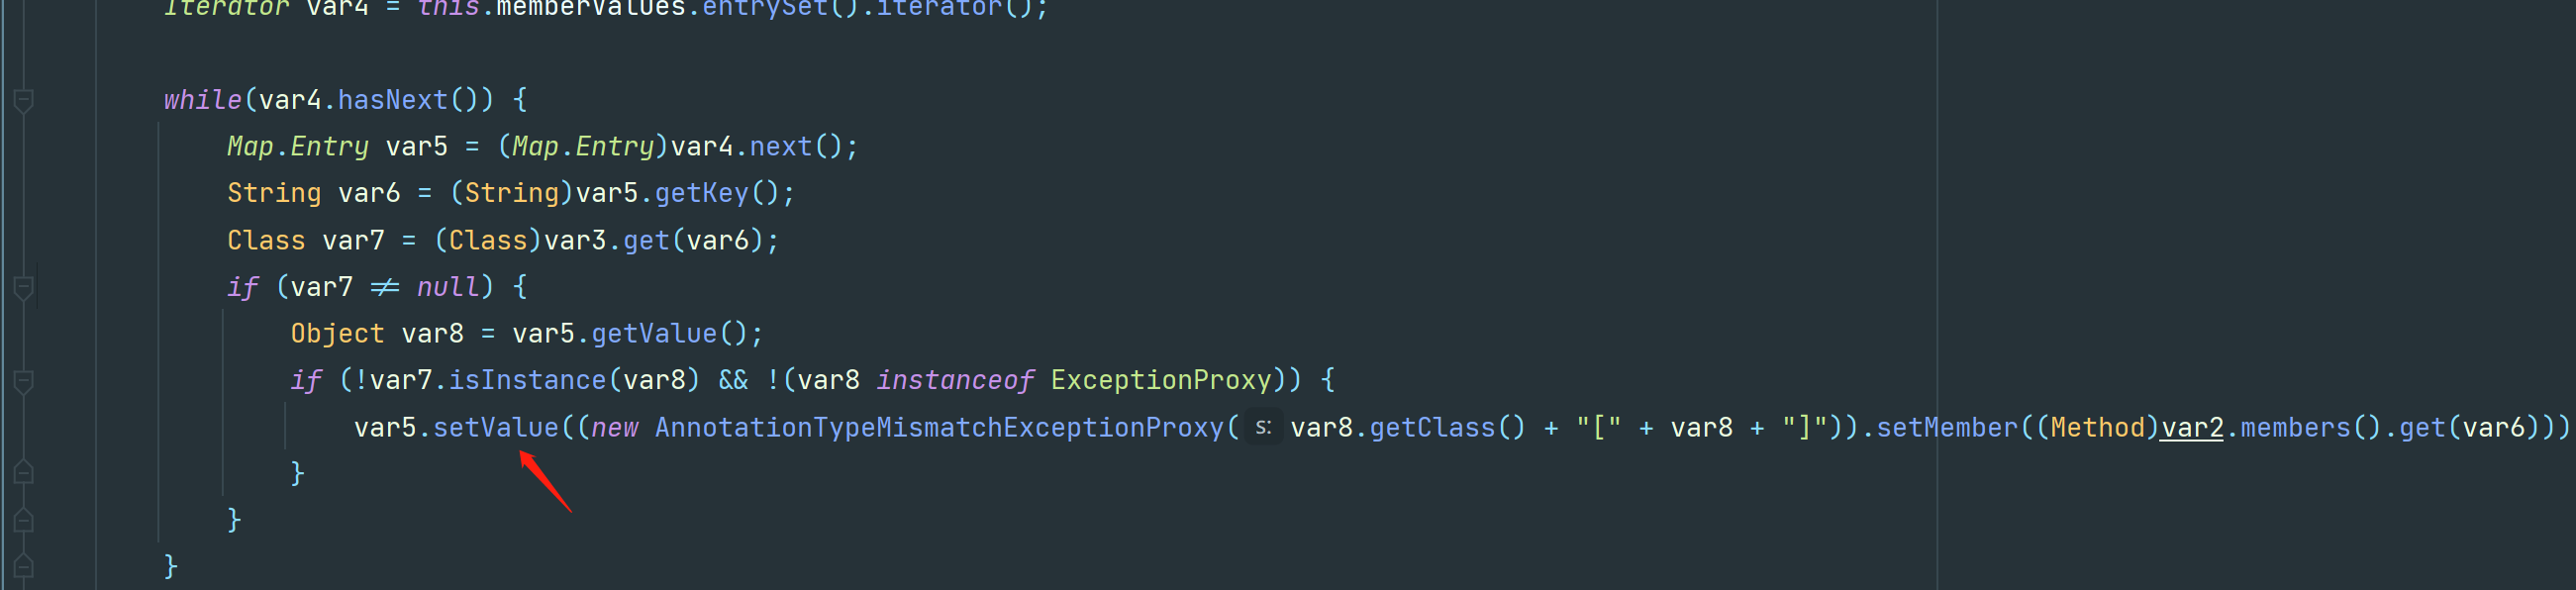 Iterator var4 = this.memberValues.entrySet().iterator();
while(var4.hasNext()) {
Map.Entry var5 = (Map.Entry)var4.next();
String var6 = (String)var5.getKey();
Class var7 = (Class)var3.get(var6);
if (var7 ≠ null) {
Object var8 = var5.getValue();
if (!var7.isInstance(var8) && !(var8 instanceof ExceptionProxy)) {
var5.setValue((new AnnotationTypeMismatchExceptionProxy( s: var8.getClass() + "[" + var8 + "]")).setMember((Method)var2.members().get(var6)))
}
}
}